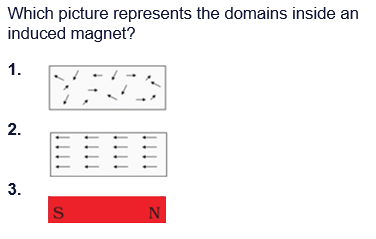 Which picture represents the domains inside an
induced magnet?
1.
2.
3.
S N